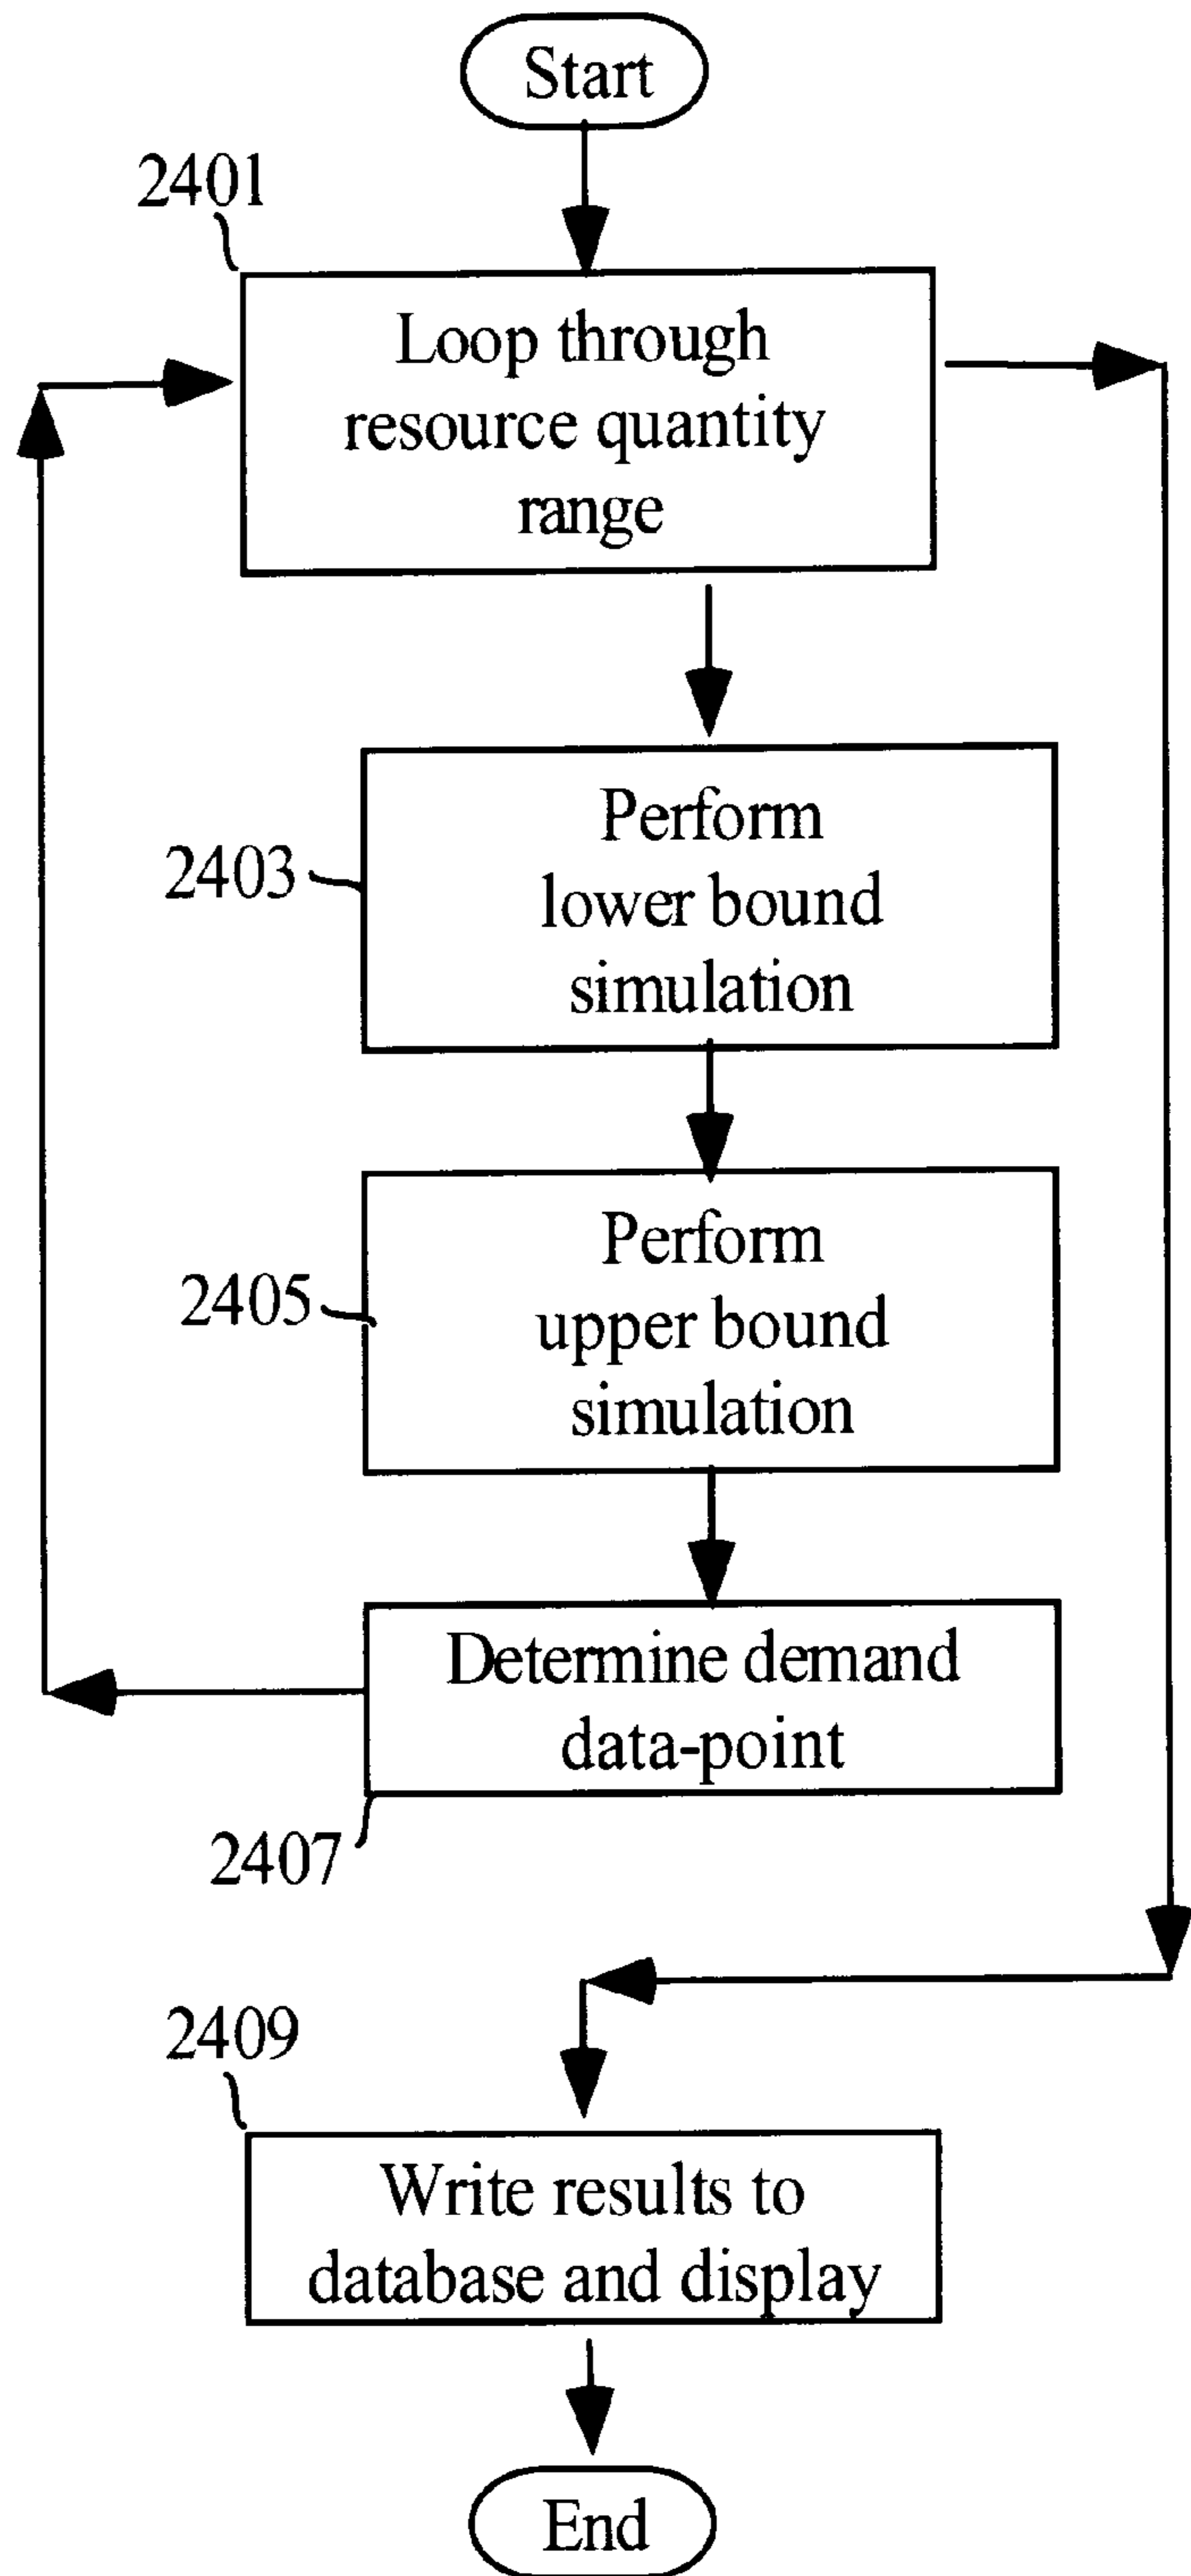 Start
2401
Loop through
resource quantity
range
Perform
2403
lower bound
simulation
Perform
2405
upper bound
simulation
Determine demand
data-point
2407
2409
Write results to
database and display
End